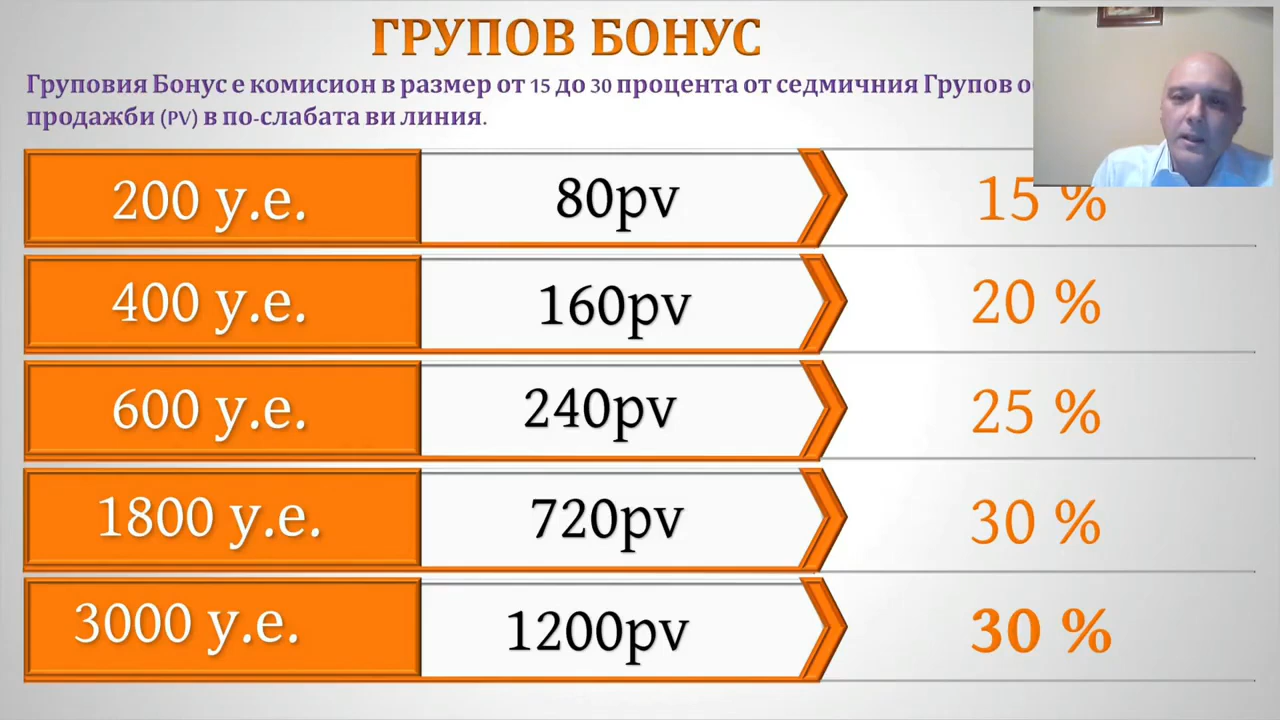 ГРУПОВ БОНУС
Груповия Бонус е комисион в размер от 15 до 30 процента от седмичния Групов
продажби (PV) в по-слабата ви линия.
200 у.е. 80pv 15 %
400 у.е. 160pv 20 %
600 у.е. 240pv 25 %
1800 у.е. 720pv 30 %
3000 у.е. 1200pv 30 %